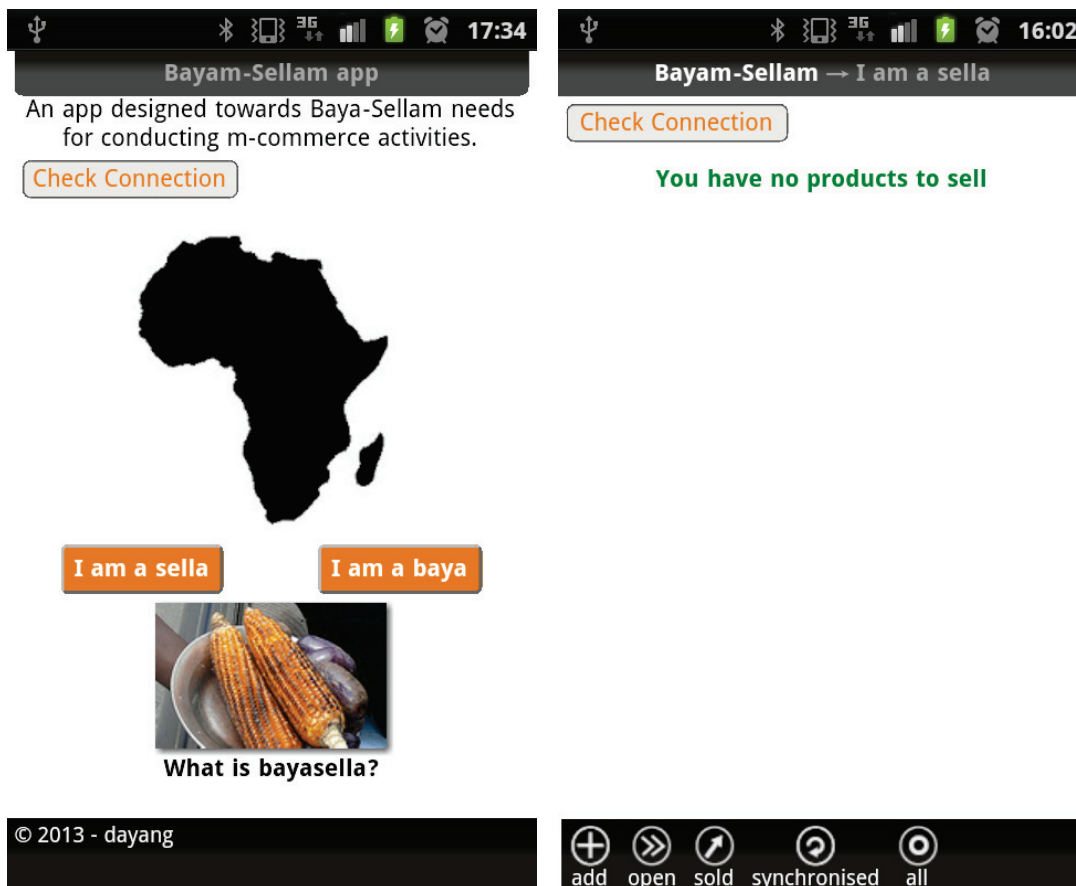 3G
17:34
Bayam-Sellam app
An app designed towards Baya-Sellam needs
for conducting m-commerce activities.
Check Connection
I am a sella
I am a baya
What is bayasella?
© 2013 - dayang
3G
16:02
Bayam-Sellam → I am a sella
Check Connection
You have no products to sell
add
open
sold
synchronised
all